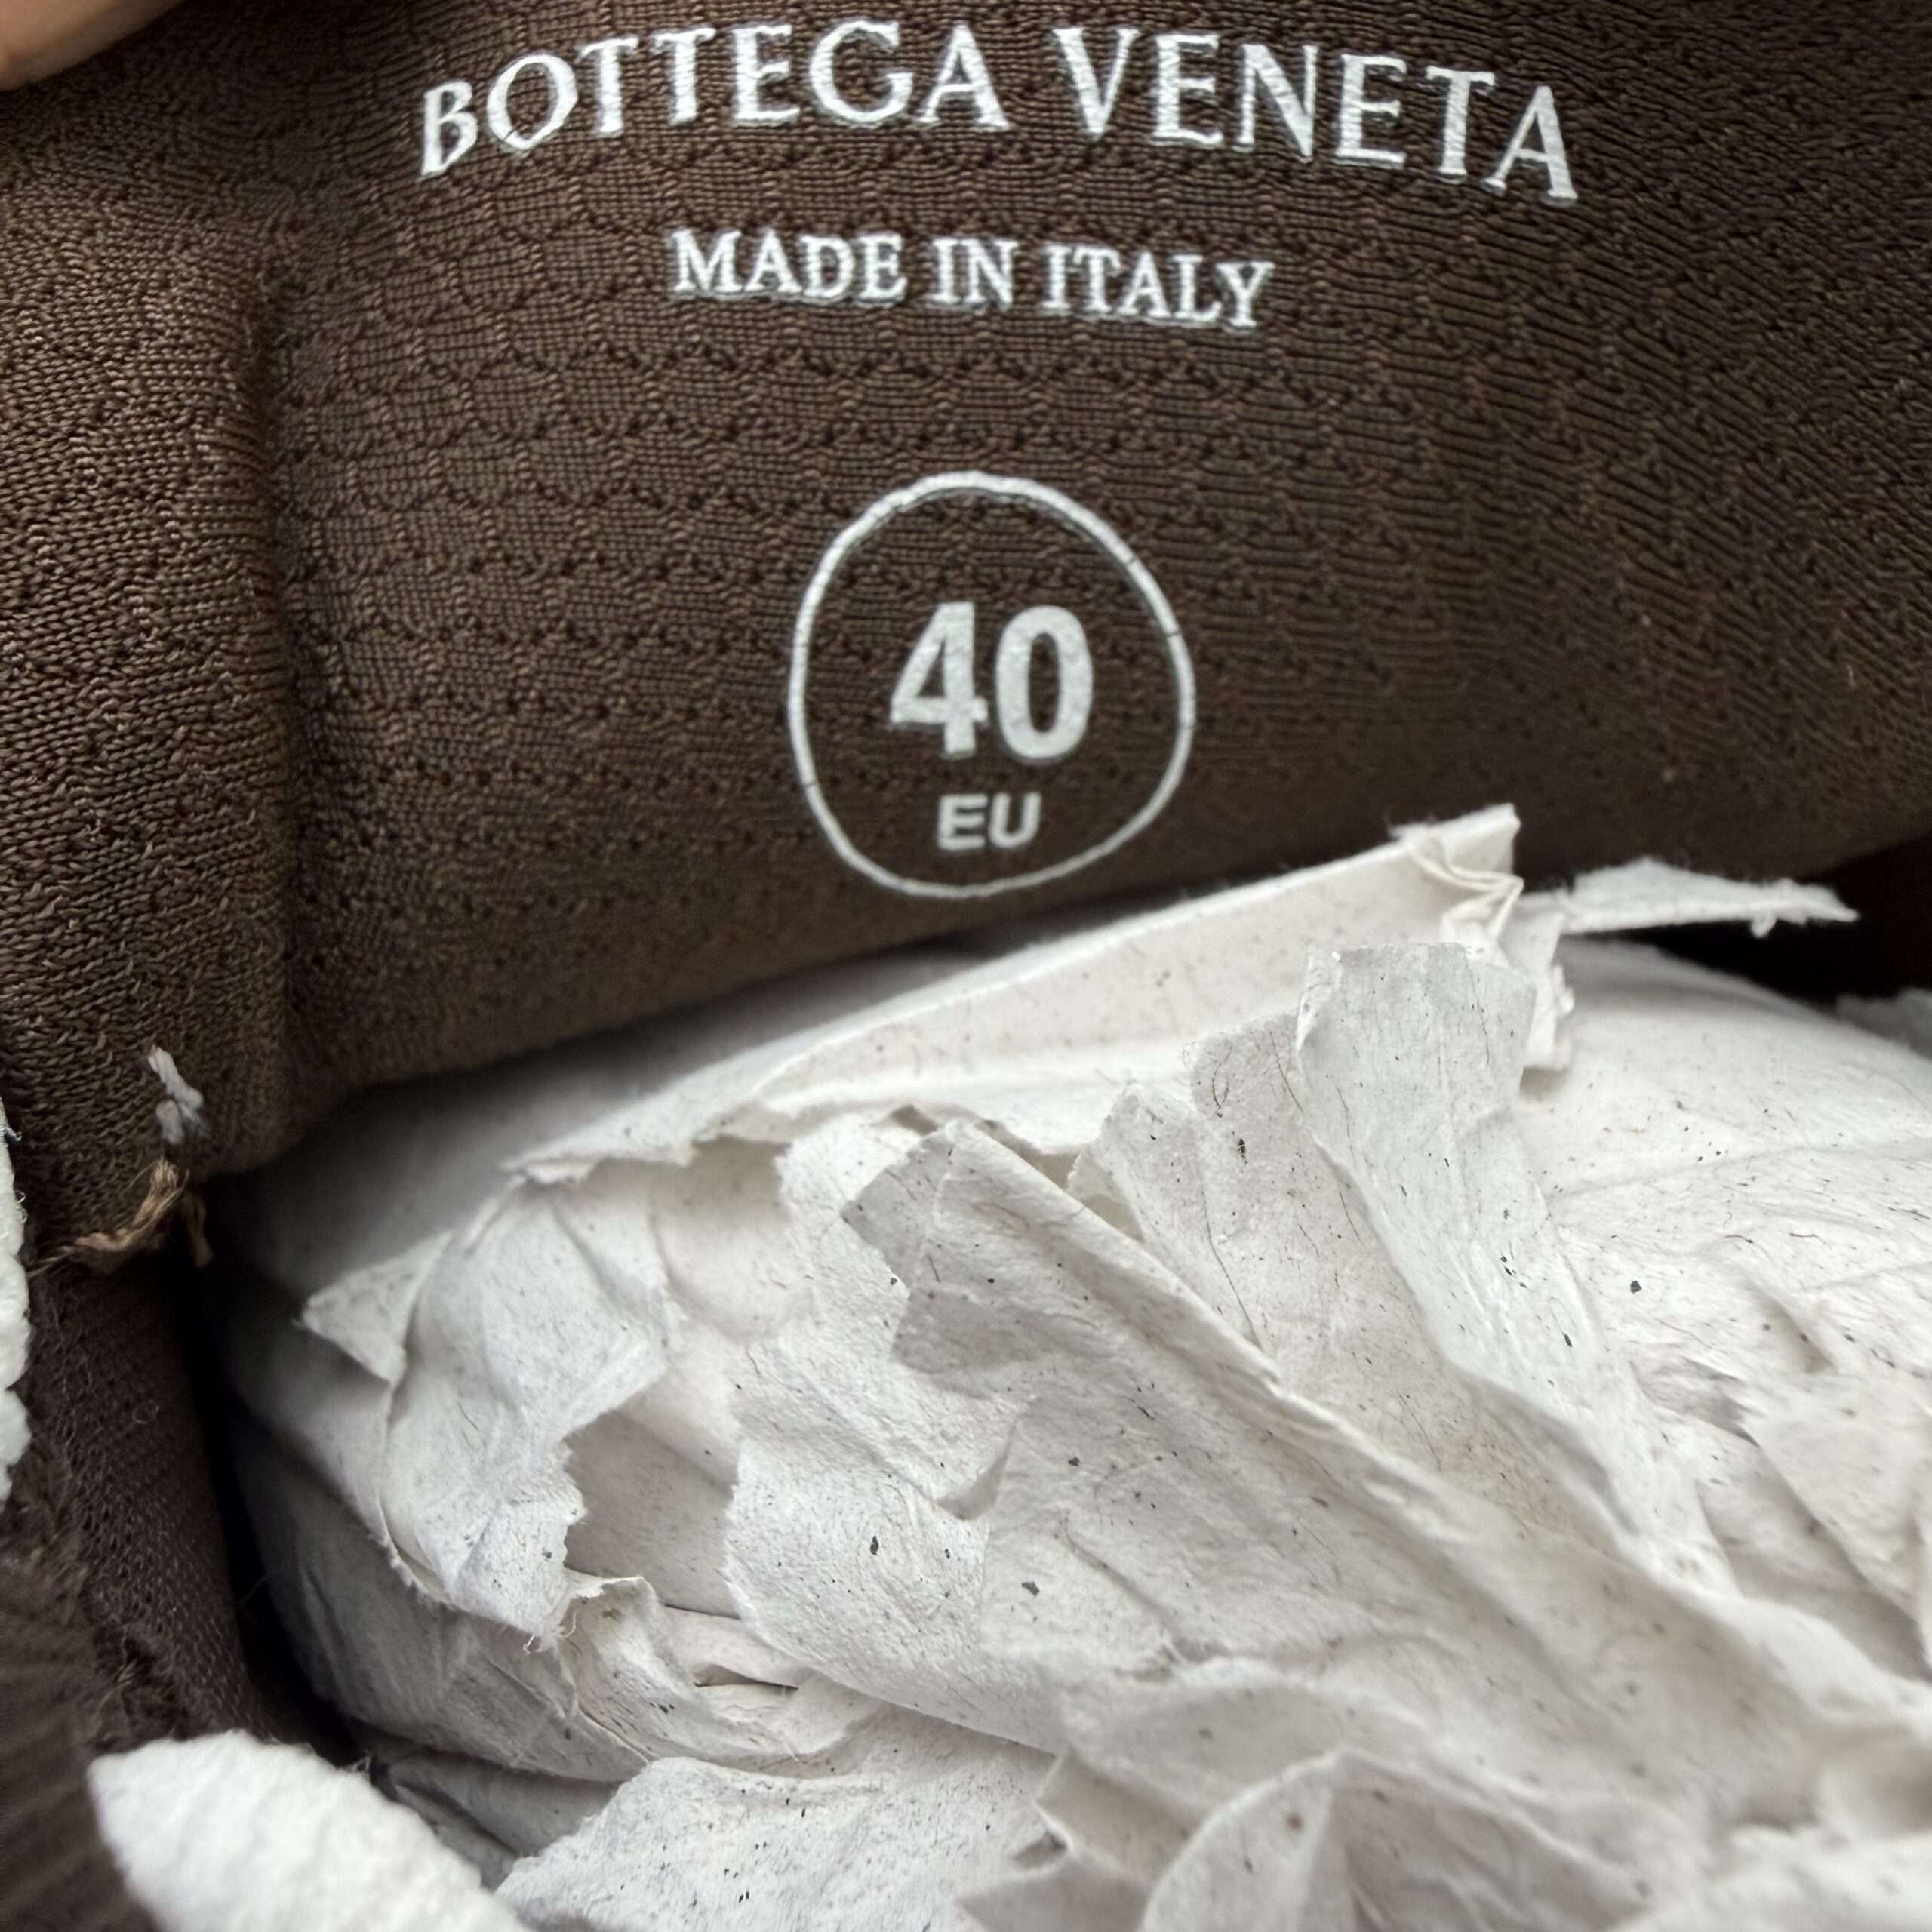 BOTTEGA VENETA
MADE IN ITALY
40
EU